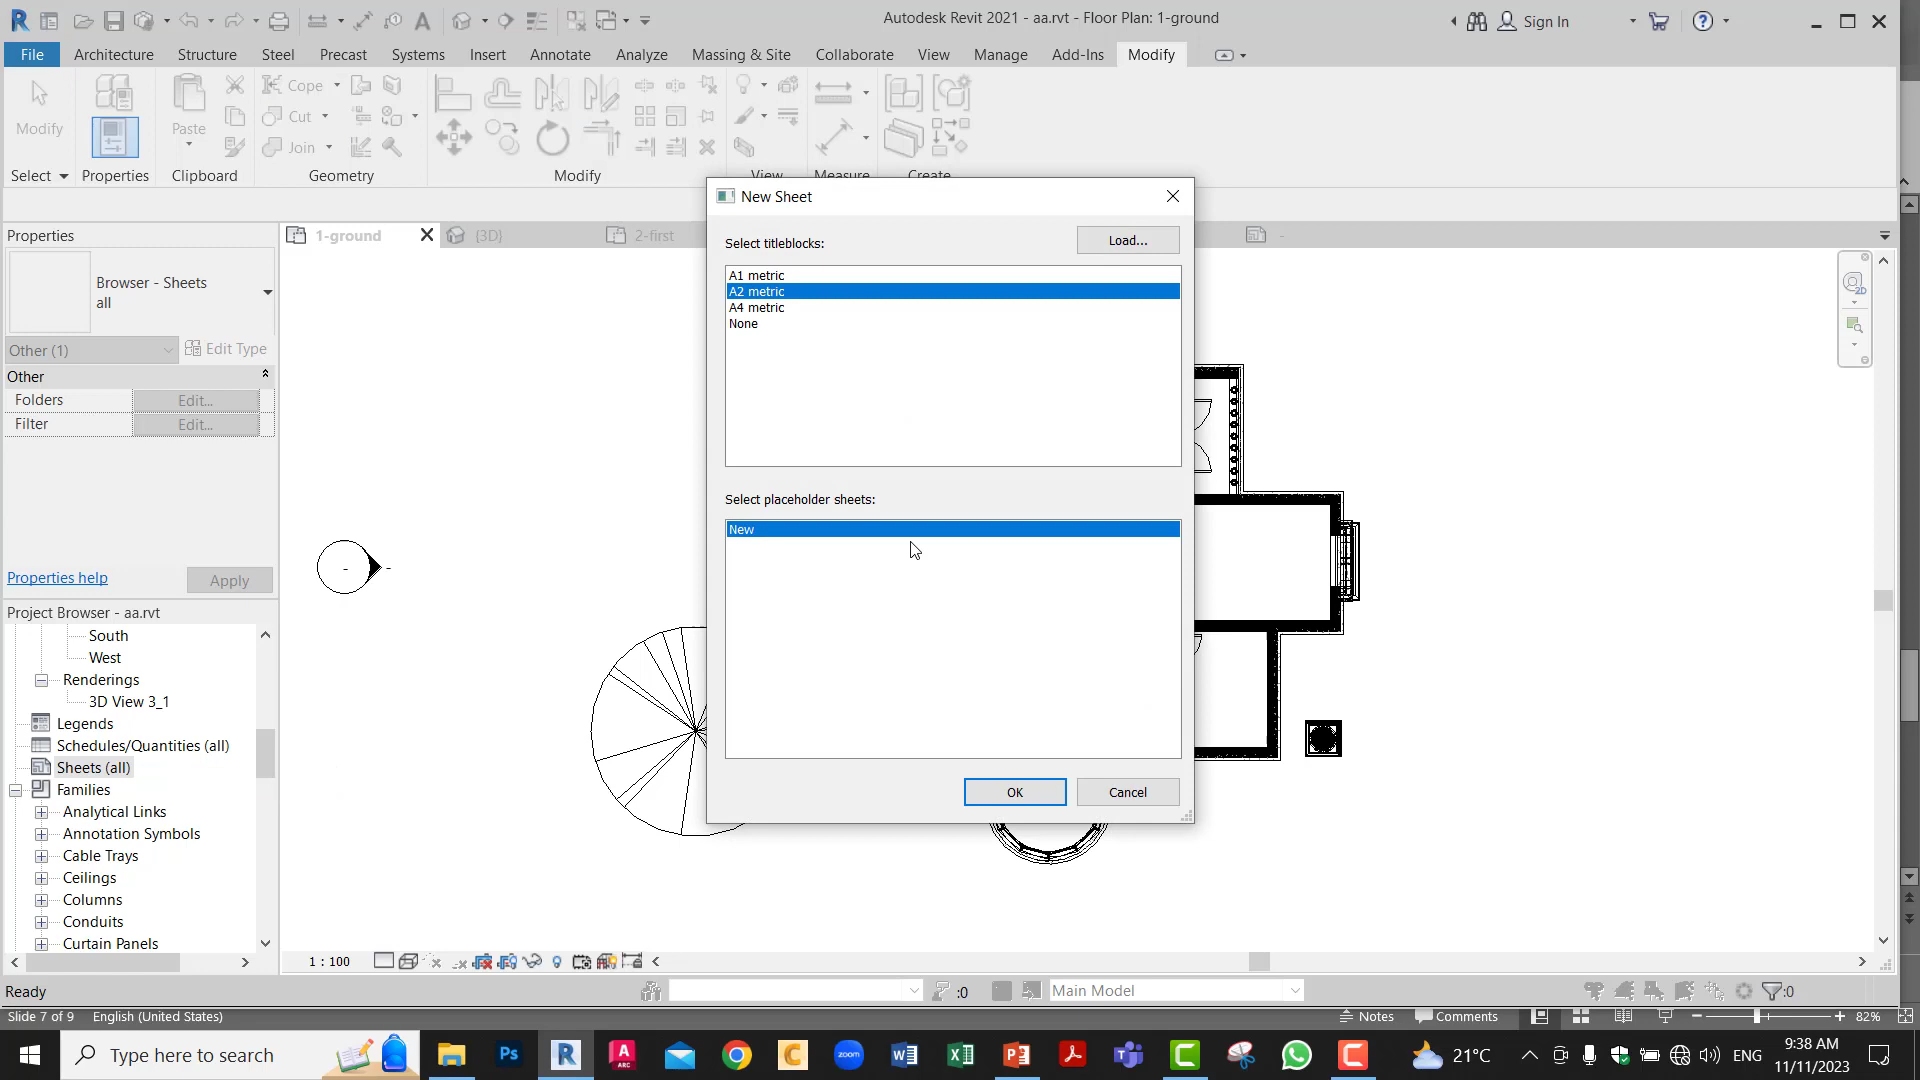 Autodesk Revit 2021 - aa.rvt - Floor Plan: 1-ground
Sign In
File Architecture Structure Steel Precast Systems Insert Annotate Analyze Massing & Site Collaborate View Manage Add-Ins Modify
Cope
Cut
Modify
Paste
Join
Select Properties Clipboard Geometry Modify View Measure Create
New Sheet
Properties
1-ground
(3D)
2-first
-
Select titleblocks:
Load...
Browser - Sheets
all
A1 metric
A2 metric
A4 metric
None
Other (1)
Edit Type
Other
Folders
Edit...
Filter
Edit...
Select placeholder sheets:
New
2D
Properties help
Apply
Project Browser - aa.rvt
South
West
Renderings
3D View 3_1
Legends
Schedules/Quantities (all)
Sheets (all)
Families
Analytical Links
Annotation Symbols
Cable Trays
Ceilings
Columns
Conduits
Curtain Panels
OK
Cancel
1 : 100
Ready
:0
Main Model
:0
Slide 7 of 9
English (United States)
Notes
Comments
82%
Type here to search
Ps
ARC
zoom
21°C
ENG
9:38 AM
11/11/2023